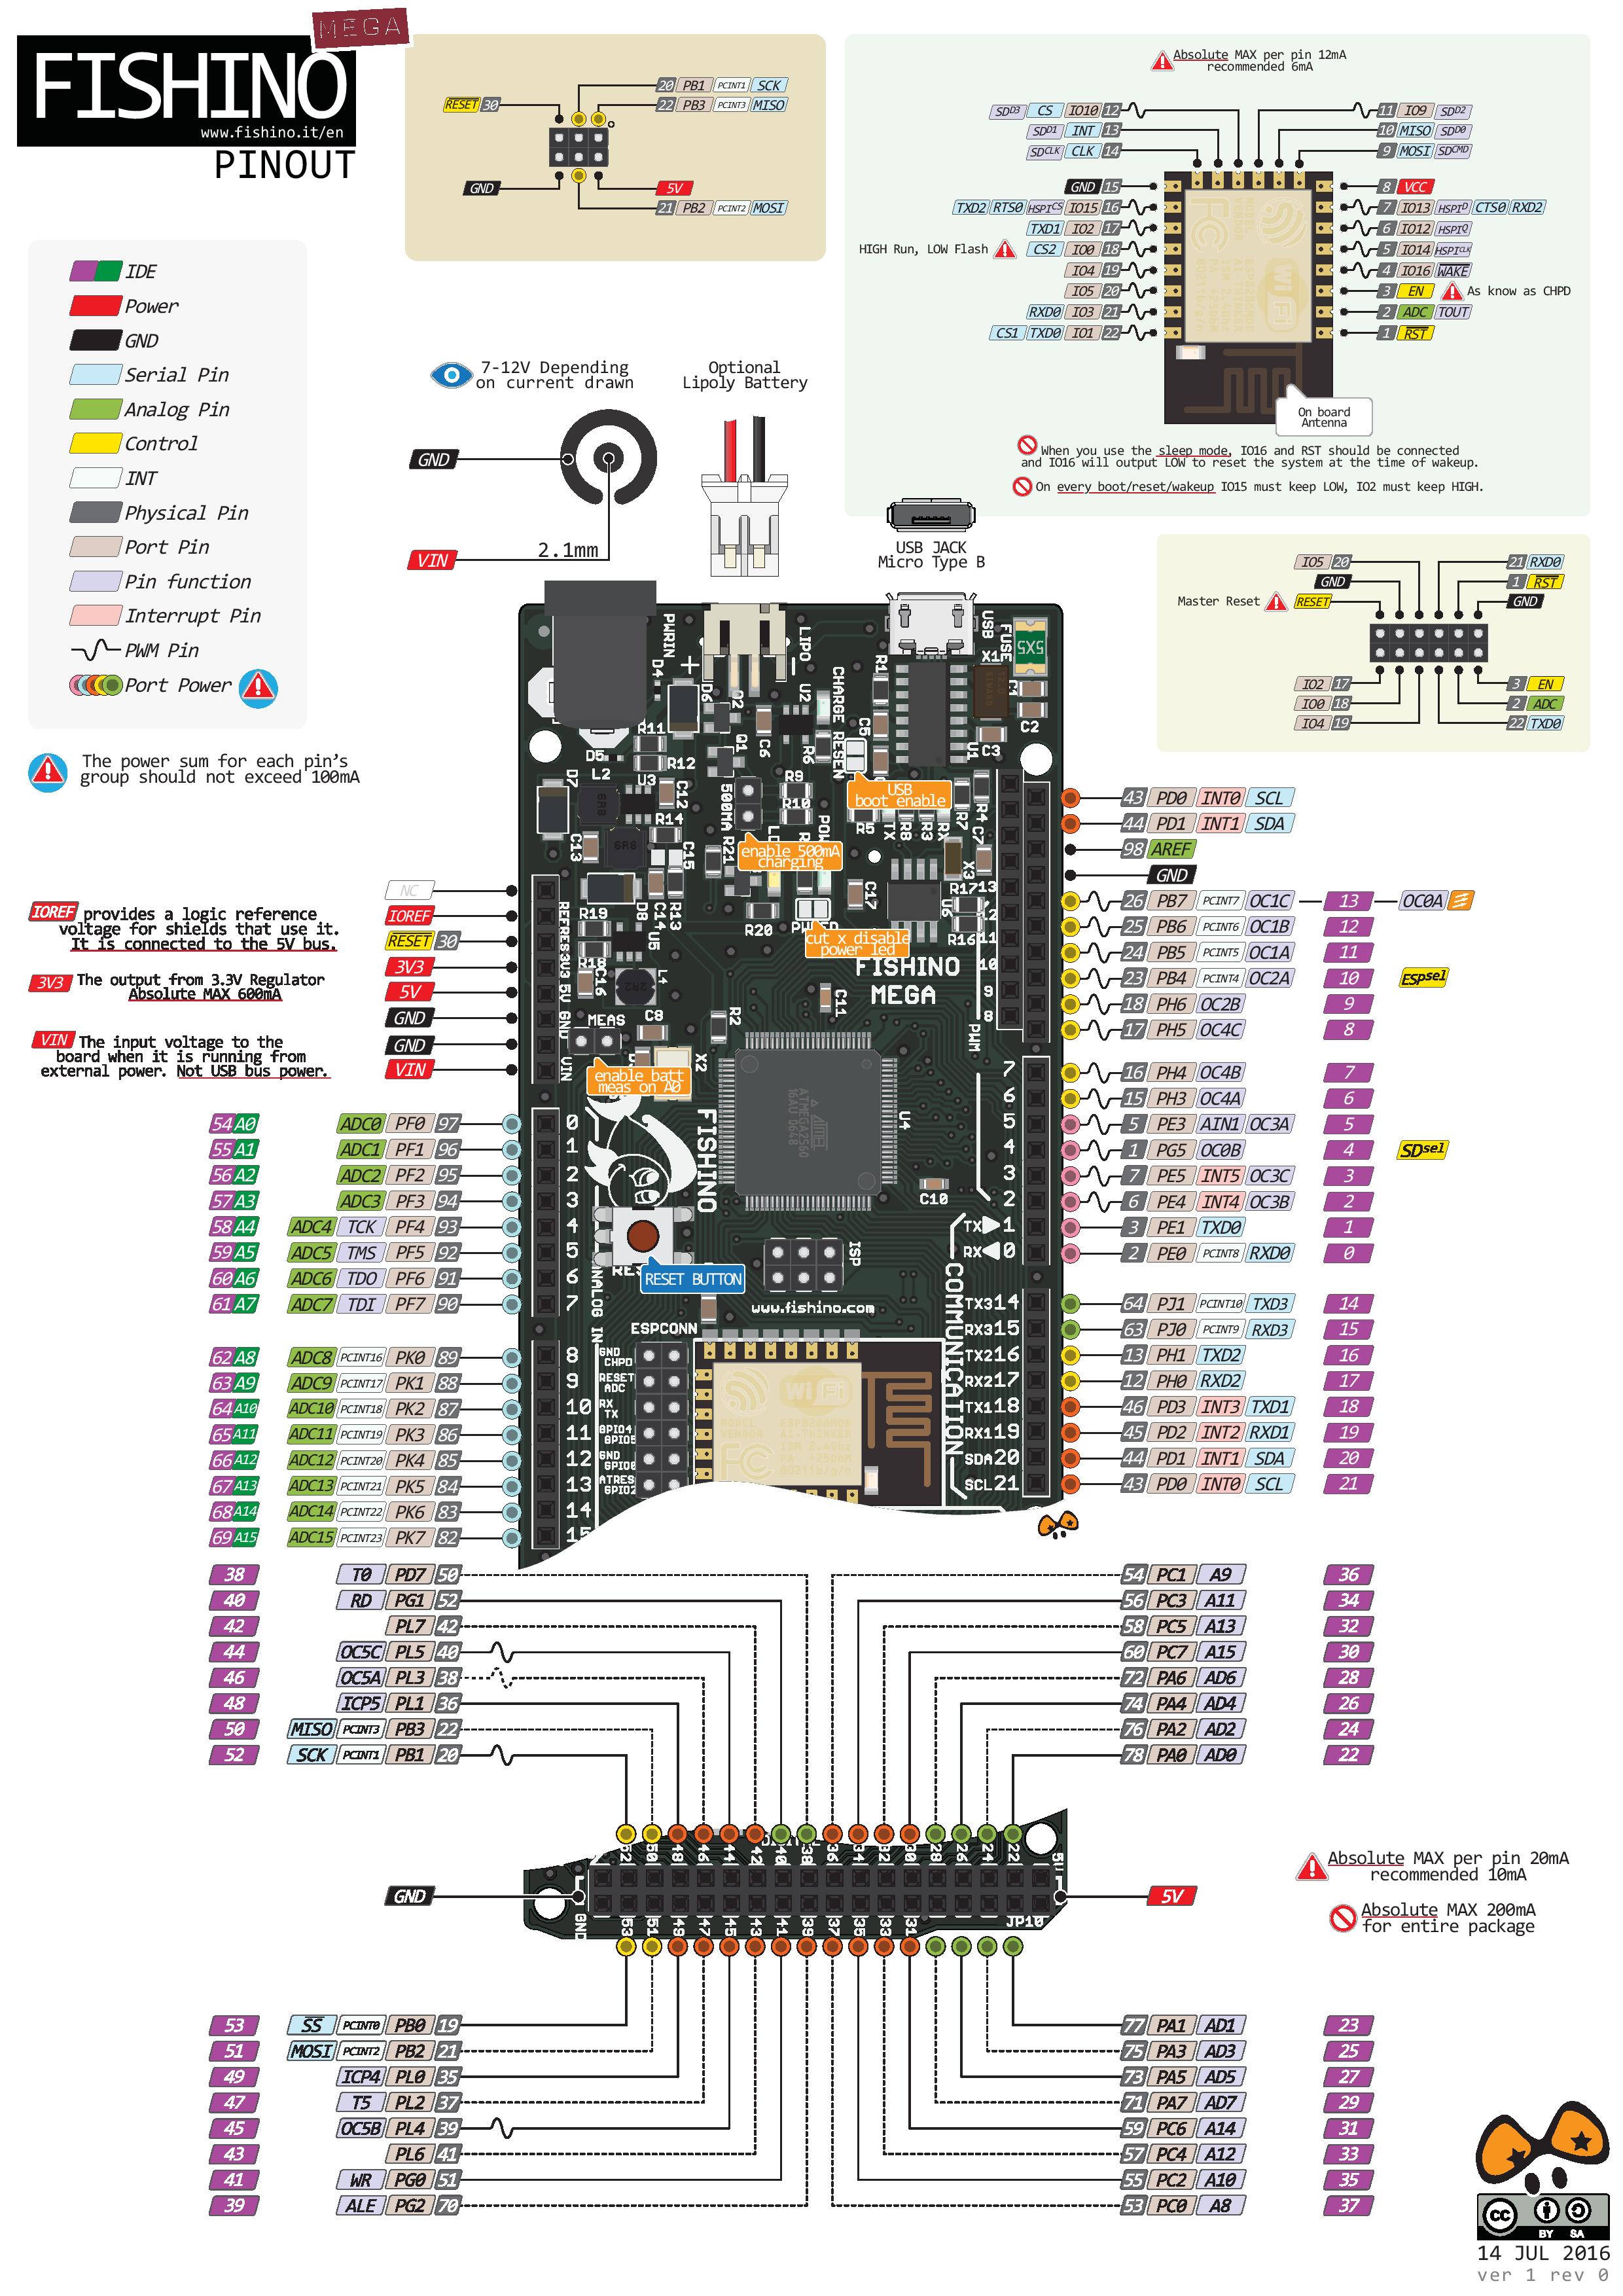 MEGA
FISHINO
www.fishino.it/en
PINOUT
20 PB1 PCINT1 SCK
RESET 30
22 PB3 PCINT3 MISO
GND
5V
21 PB2 PCINT2 MOSI
Absolute MAX per pin 12mA
recommended 6mA
SDD3 CS IO10 12
11 IO9 SDD2
SDD1 INT 13
10 MISO SDD0
SDCLK CLK 14
9 MOSI SDCMD
GND 15
8 VCC
TXD2 RTS0 HSPICS IO15 16
7 IO13 HSPID CTS0 RXD2
TXD1 IO2 17
6 IO12 HSPIQ
HIGH Run, LOW Flash
CS2 IO0 18
5 IO14 HSPICLK
IO4 19
4 IO16 WAKE
IO5 20
3 EN
As know as CHPD
RXD0 IO3 21
2 ADC TOUT
CS1 TXD0 IO1 22
1 RST
On board
Antenna
When you use the sleep mode, IO16 and RST should be connected
and IO16 will output LOW to reset the system at the time of wakeup.
On every boot/reset/wakeup IO15 must keep LOW, IO2 must keep HIGH.
IDE
Power
GND
Serial Pin
Analog Pin
Control
INT
Physical Pin
Port Pin
Pin function
Interrupt Pin
PWM Pin
Port Power
The power sum for each pin's
group should not exceed 100mA
7-12V Depending
on current drawn
GND
VIN
2.1mm
Optional
Lipoly Battery
USB JACK
Micro Type B
IO5 20
21 RXD0
GND
1 RST
Master Reset
RESET
GND
IO2 17
3 EN
IO0 18
2 ADC
IO4 19
22 TXD0
IOREF provides a logic reference
voltage for shields that use it.
It is connected to the 5V bus.
3V3 The output from 3.3V Regulator
Absolute MAX 600mA
VIN The input voltage to the
board when it is running from
external power. Not USB bus power.
NC
IOREF
RESET 30
3V3
5V
GND
GND
VIN
54 A0 ADC0 PF0 97
55 A1 ADC1 PF1 96
56 A2 ADC2 PF2 95
57 A3 ADC3 PF3 94
58 A4 ADC4 TCK PF4 93
59 A5 ADC5 TMS PF5 92
60 A6 ADC6 TDO PF6 91
61 A7 ADC7 TDI PF7 90
62 A8 ADC8 PCINT16 PK0 89
63 A9 ADC9 PCINT17 PK1 88
64 A10 ADC10 PCINT18 PK2 87
65 A11 ADC11 PCINT19 PK3 86
66 A12 ADC12 PCINT20 PK4 85
67 A13 ADC13 PCINT21 PK5 84
68 A14 ADC14 PCINT22 PK6 83
69 A15 ADC15 PCINT23 PK7 82
PWRIN
LIPO
USB
FUSE
5X5
X1
D4
D6
Q2
U2
CHARGE
RESEN
R1
C5
U1
C1
C2
C3
R11
D5
L2
R12
U3
C12
Q1
C6
R6
D7
6R8
6R8
R14
C13
C15
500MA
R21
R9
R10
R5
TX
R8
R3
RX
R7
R4
C7
X3
USB
boot enable
enable 500mA
charging
R19
R18
C16
D8
C14
R13
U5
L4
2R2
R20
C17
U6
R17
R16
cut x disable
power led
FISHINO
MEGA
C11
R2
C8
MEAS
X2
enable batt
meas on A0
REF
RES
3V3
5V
GND
VIN
13
12
11
10
9
8
PWM
7
6
5
4
3
2
TX 1
RX 0
ATMEGA2560
16AU 0648
U4
C10
FISHINO
ISP
RESET BUTTON
www.fishino.com
COMMUNICATION
TX3 14
RX3 15
TX2 16
RX2 17
TX1 18
RX1 19
SDA 20
SCL 21
0
1
2
3
4
5
6
7
ANALOG IN
8
9
10
11
12
13
14
15
ESPCONN
GND
CHPD
RESET
ADC
RX
TX
GPIO4
GPIO5
GND
GPIO0
ATRES
GPIO2
WiFi
FC
43 PD0 INT0 SCL
44 PD1 INT1 SDA
98 AREF
GND
26 PB7 PCINT7 OC1C 13 OC0A
25 PB6 PCINT6 OC1B 12
24 PB5 PCINT5 OC1A 11
23 PB4 PCINT4 OC2A 10 ESPsel
18 PH6 OC2B 9
17 PH5 OC4C 8
16 PH4 OC4B 7
15 PH3 OC4A 6
5 PE3 AIN1 OC3A 5
1 PG5 OC0B 4 SDsel
7 PE5 INT5 OC3C 3
6 PE4 INT4 OC3B 2
3 PE1 TXD0 1
2 PE0 PCINT8 RXD0 0
64 PJ1 PCINT10 TXD3 14
63 PJ0 PCINT9 RXD3 15
13 PH1 TXD2 16
12 PH0 RXD2 17
46 PD3 INT3 TXD1 18
45 PD2 INT2 RXD1 19
44 PD1 INT1 SDA 20
43 PD0 INT0 SCL 21
38 T0 PD7 50
40 RD PG1 52
42 PL7 42
44 OC5C PL5 40
46 OC5A PL3 38
48 ICP5 PL1 36
50 MISO PCINT3 PB3 22
52 SCK PCINT1 PB1 20
54 PC1 A9 36
56 PC3 A11 34
58 PC5 A13 32
60 PC7 A15 30
72 PA6 AD6 28
74 PA4 AD4 26
76 PA2 AD2 24
78 PA0 AD0 22
52 50 48 46 44 42 40 38 36 34 32 30 28 26 24 22 5V
GND
5V
GND 53 51 49 47 45 43 41 39 37 35 33 31
JP10
Absolute MAX per pin 20mA
recommended 10mA
Absolute MAX 200mA
for entire package
53 SS PCINT0 PB0 19
51 MOSI PCINT2 PB2 21
49 ICP4 PL0 35
47 T5 PL2 37
45 OC5B PL4 39
43 PL6 41
41 WR PG0 51
39 ALE PG2 70
77 PA1 AD1 23
75 PA3 AD3 25
73 PA5 AD5 27
71 PA7 AD7 29
59 PC6 A14 31
57 PC4 A12 33
55 PC2 A10 35
53 PC0 A8 37
cc
BY SA
14 JUL 2016
ver 1 rev 0